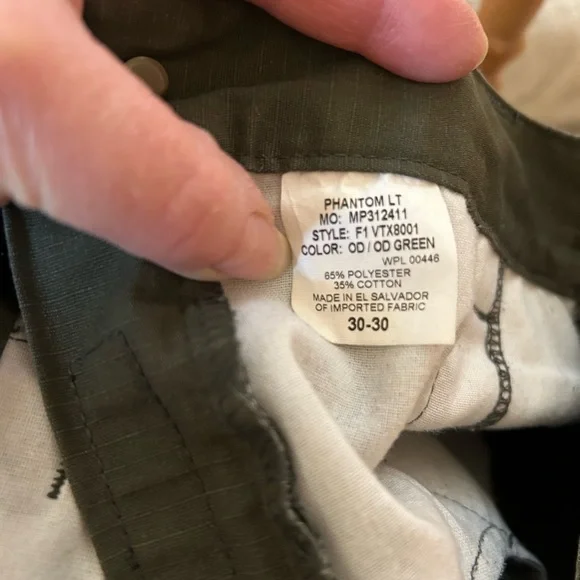 PHANTOM LT
MO: MP312411
STYLE: F1 VTX8001
COLOR: OD / OD GREEN
WPL 00446
65% POLYESTER
35% COTTON
MADE IN EL SALVADOR
OF IMPORTED FABRIC
30-30